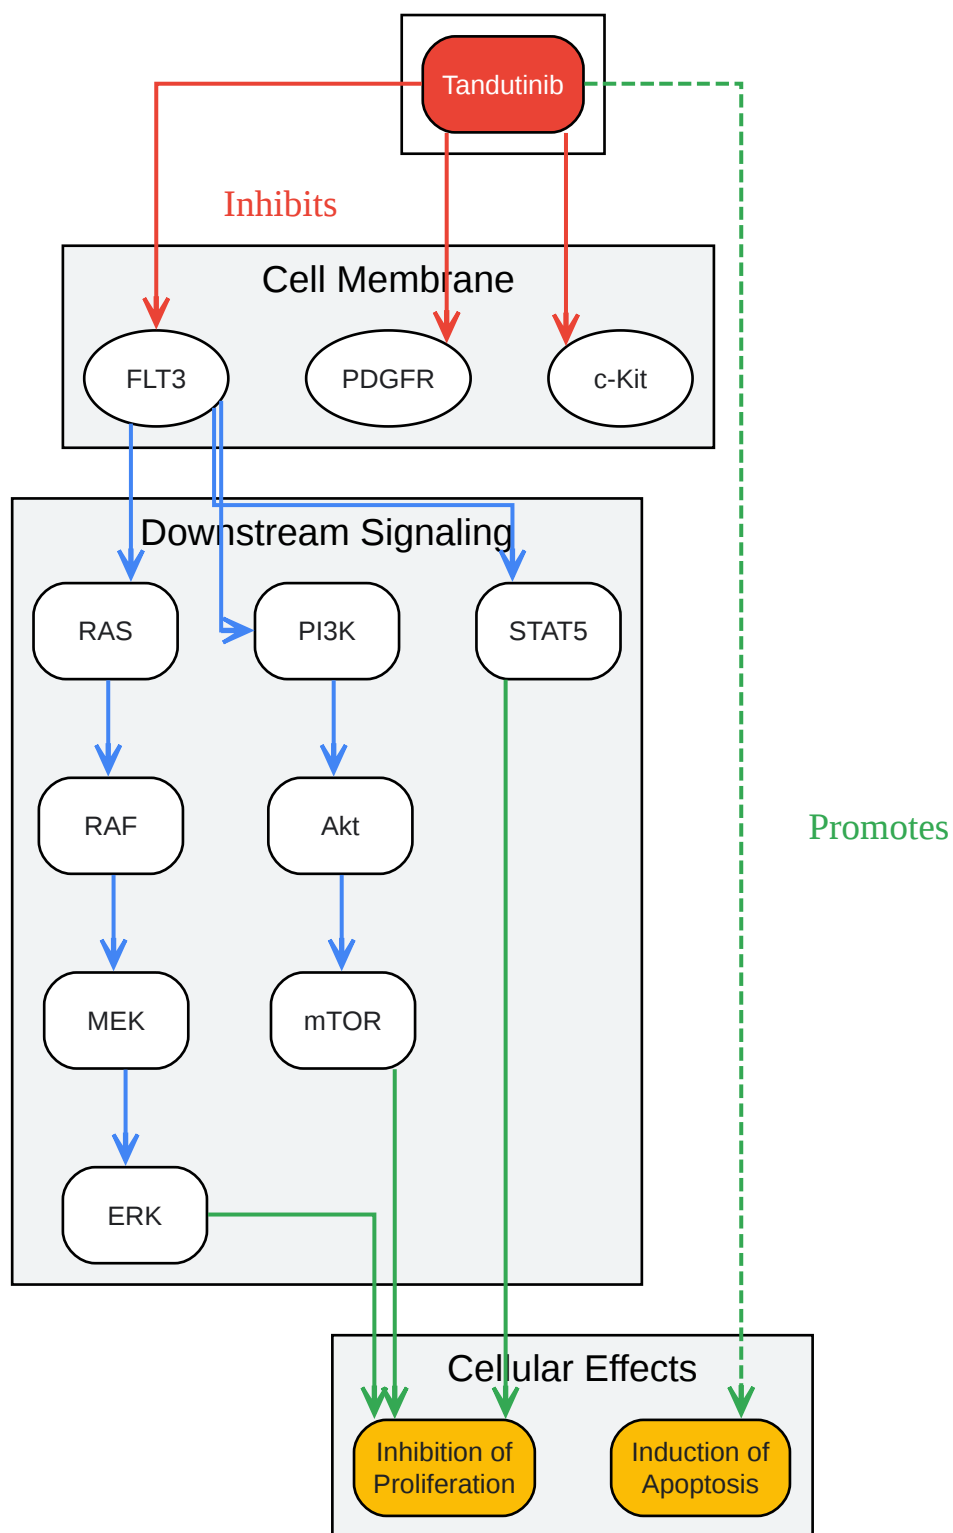 Tandutinib
Inhibits
Cell Membrane
FLT3
PDGFR
c-Kit
Downstream Signaling
RAS
PI3K
STAT5
RAF
Akt
Promotes
MEK
mTOR
ERK
Cellular Effects
Inhibition of
Proliferation
Induction of
Apoptosis